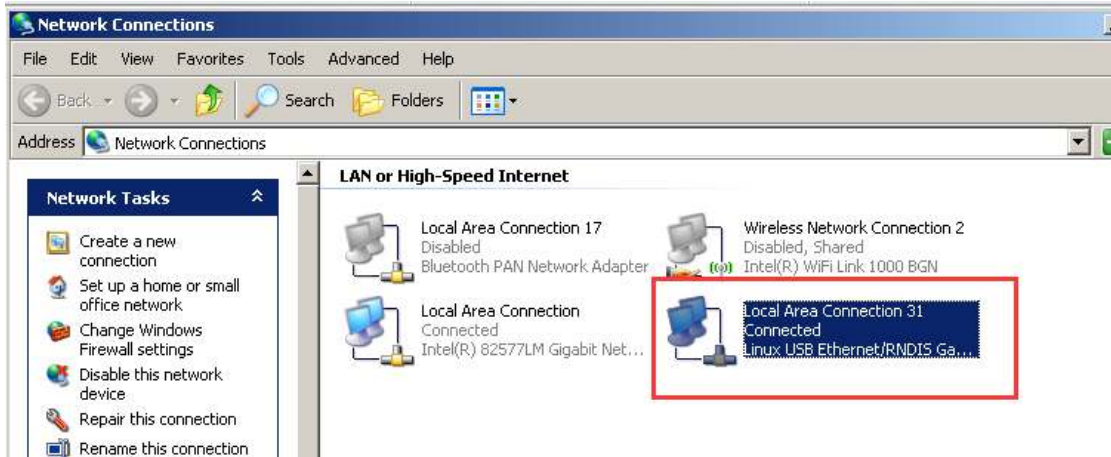 Network Connections
File Edit View Favorites Tools Advanced Help
Back Search Folders
Address Network Connections
Network Tasks
Create a new
connection
Set up a home or small
office network
Change Windows
Firewall settings
Disable this network
device
Repair this connection
Rename this connection
LAN or High-Speed Internet
Local Area Connection 17
Disabled
Bluetooth PAN Network Adapter
Wireless Network Connection 2
Disabled, Shared
Intel(R) WiFi Link 1000 BGN
Local Area Connection
Connected
Intel(R) 82577LM Gigabit Net...
Local Area Connection 31
Connected
Linux USB Ethernet/RNDIS Ga...